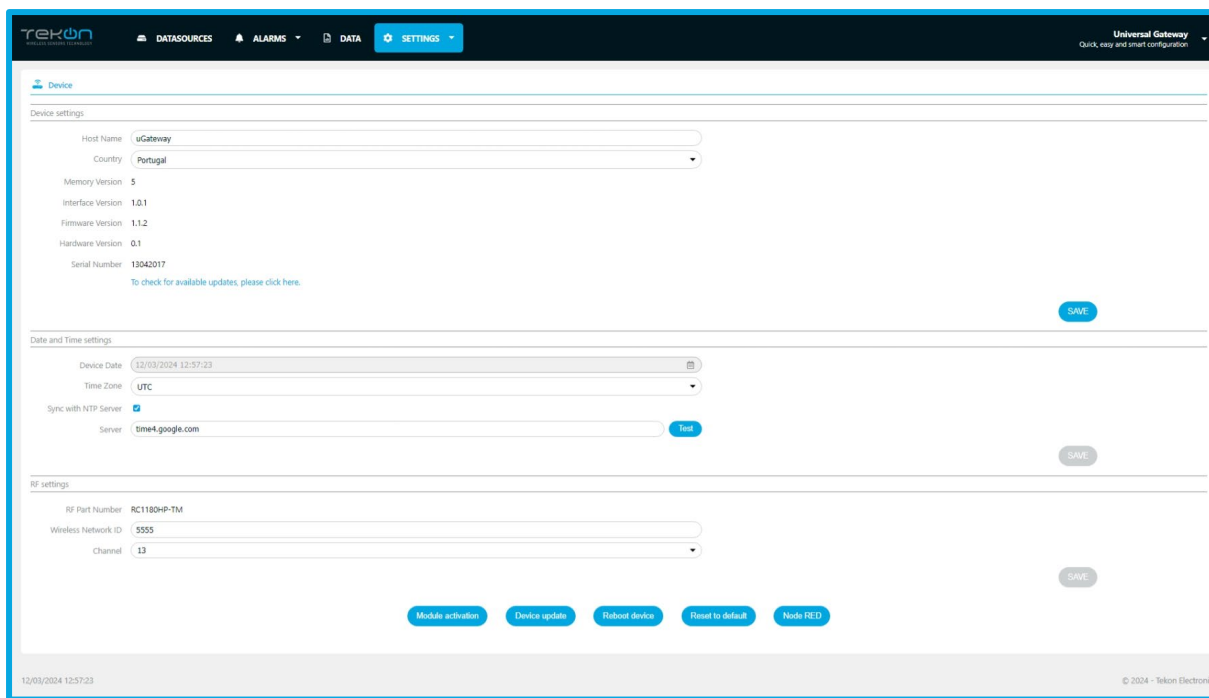 Tekon
WIRELESS SENSORS TECHNOLOGY
DATASOURCES
ALARMS
DATA
SETTINGS
Universal Gateway
Quick, easy and smart configuration
Device
Device settings
Host Name uGateway
Country Portugal
Memory Version 5
Interface Version 1.0.1
Firmware Version 1.1.2
Hardware Version 0.1
Serial Number 13042017
To check for available updates, please click here.
SAVE
Date and Time settings
Device Date 12/03/2024 12:57:23
Time Zone UTC
Sync with NTP Server
Server time4.google.com Test
SAVE
RF settings
RF Part Number RC1180HP-TM
Wireless Network ID 5555
Channel 13
SAVE
Module activation Device update Reboot device Reset to default Node RED
12/03/2024 12:57:23 © 2024 - Tekon Electroni